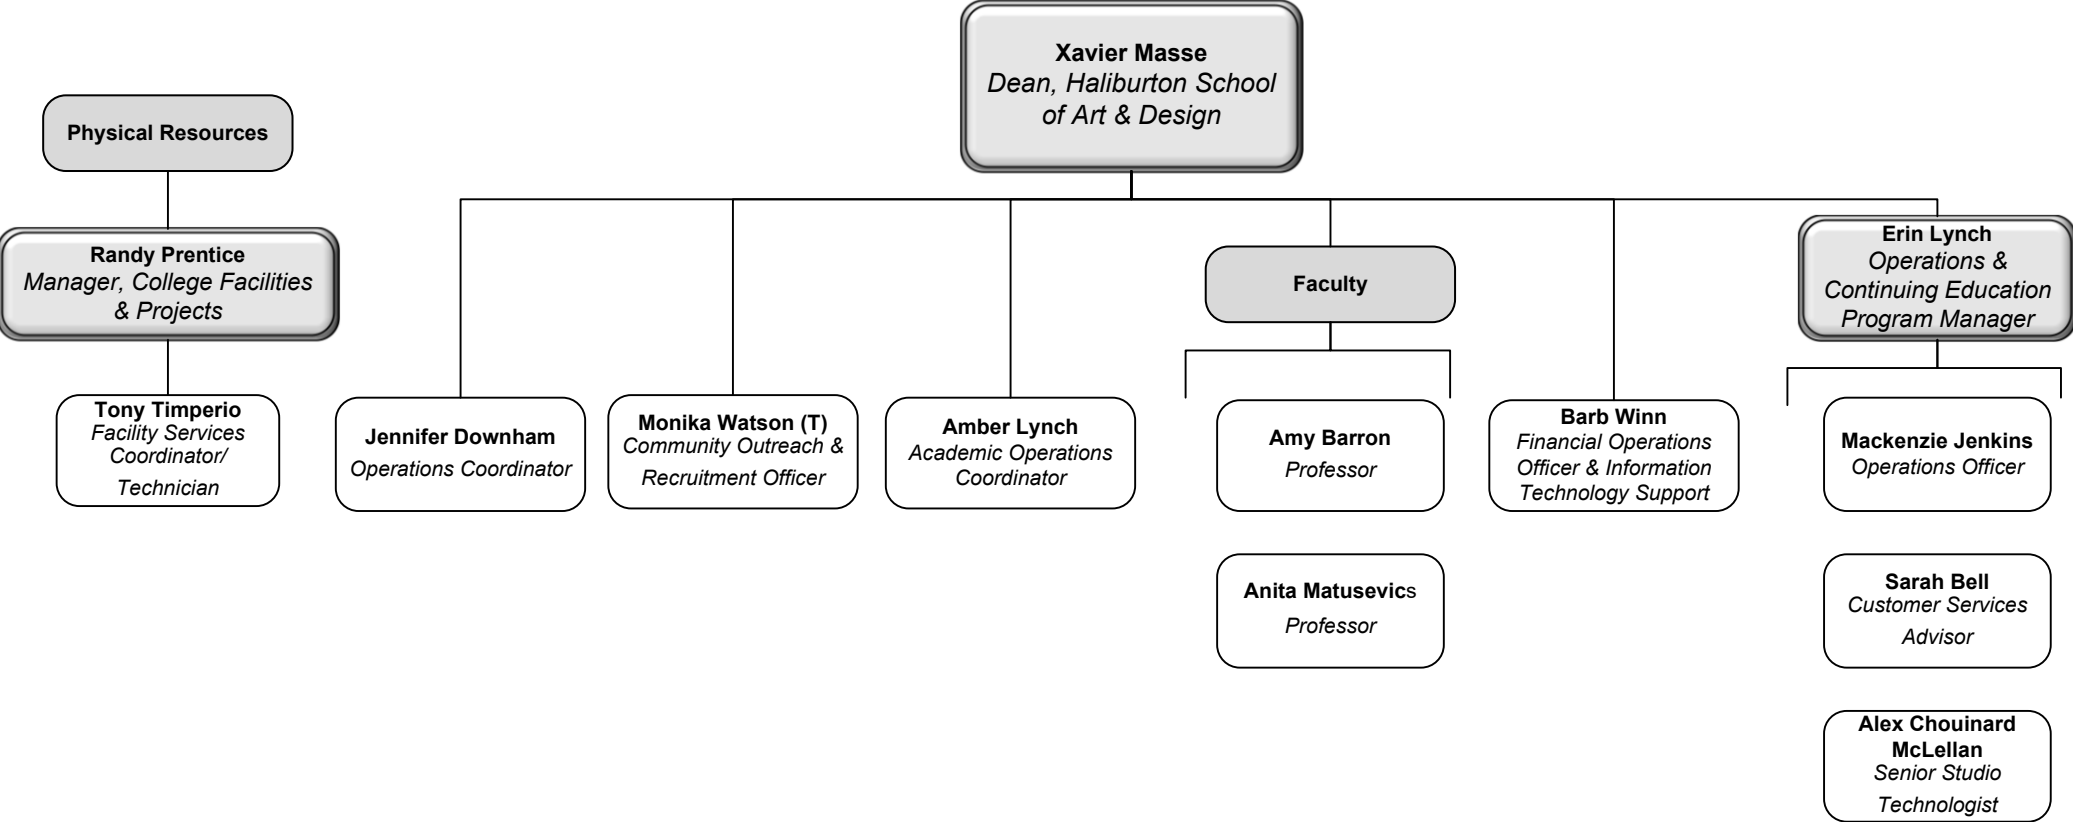 Xavier Masse
Dean, Haliburton School
of Art & Design
Physical Resources
Randy Prentice
Manager, College Facilities
& Projects
Tony Timperio
Facility Services
Coordinator/
Technician
Jennifer Downham
Operations Coordinator
Monika Watson (T)
Community Outreach &
Recruitment Officer
Amber Lynch
Academic Operations
Coordinator
Faculty
Amy Barron
Professor
Anita Matusevics
Professor
Barb Winn
Financial Operations
Officer & Information
Technology Support
Erin Lynch
Operations &
Continuing Education
Program Manager
Mackenzie Jenkins
Operations Officer
Sarah Bell
Customer Services
Advisor
Alex Chouinard
McLellan
Senior Studio
Technologist